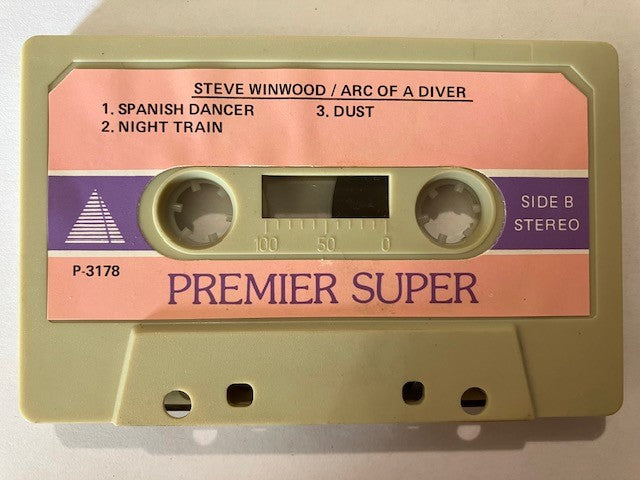 STEVE WINWOOD / ARC OF A DIVER
1. SPANISH DANCER 3. DUST
2. NIGHT TRAIN
SIDE B
STEREO
100 50 0
P-3178
PREMIER SUPER